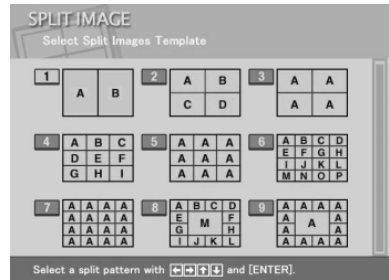 SPLIT IMAGE
Select Split Images Template
1
A B
2
A B
C D
3
A A
A A
4
A B C
D E F
G H I
5
A A A
A A A
A A A
6
A B C D
E F G H
I J K L
M N O P
7
A A A A
A A A A
A A A A
A A A A
8
A B C D
E M F
G H
I J K L
9
A A A A
A A A
A A
A A A A
Select a split pattern with ←→↑↓ and [ENTER].